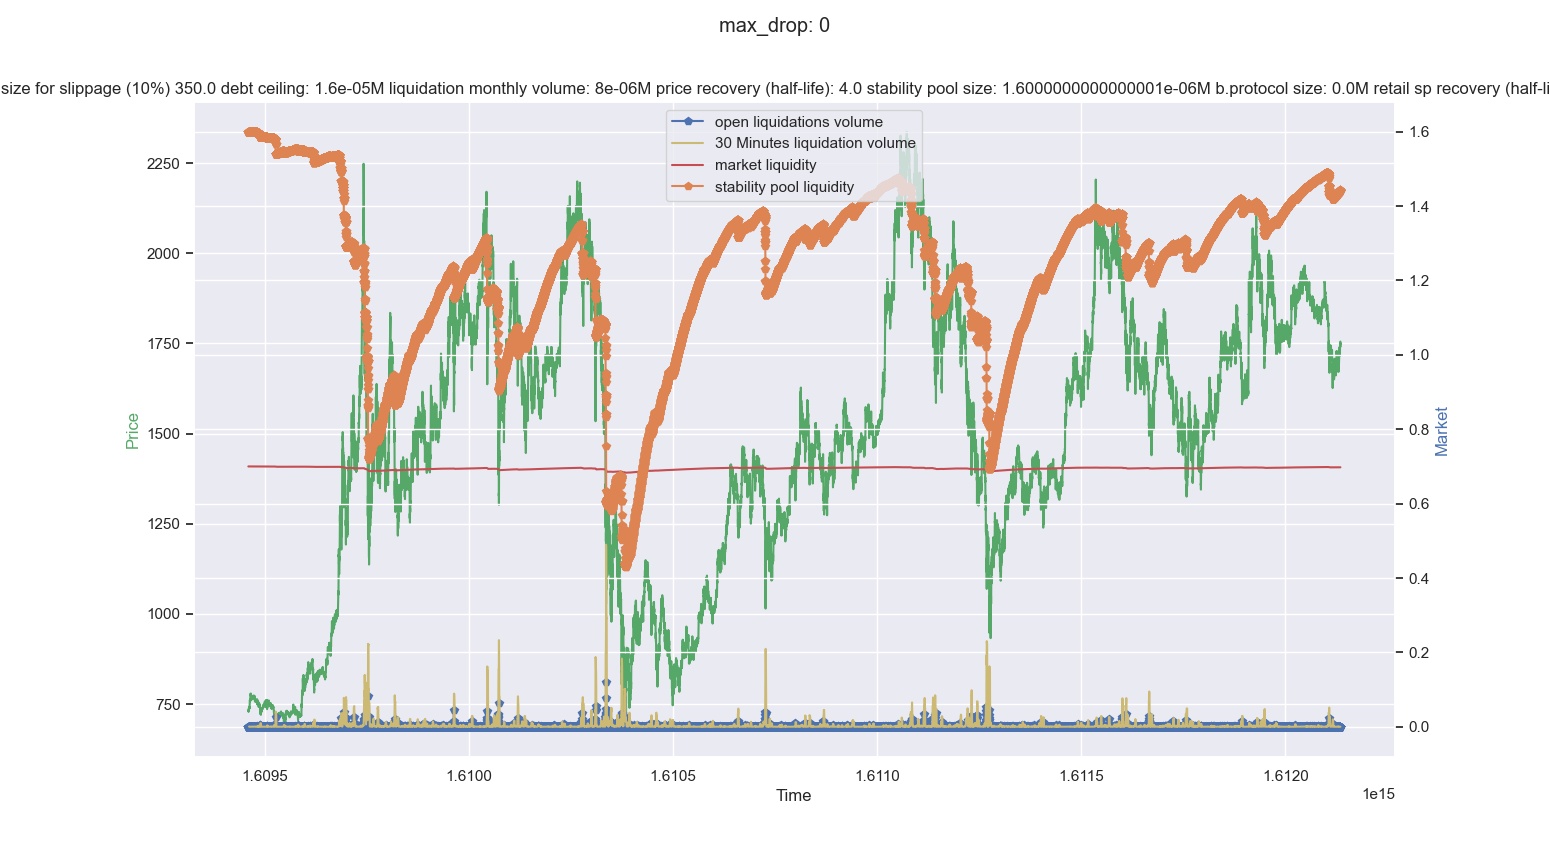 max_drop: 0
size for slippage (10%) 350.0 debt ceiling: 1.6e-05M liquidation monthly volume: 8e-06M price recovery (half-life): 4.0 stability pool size: 1.6000000000000001e-06M b.protocol size: 0.0M retail sp recovery (half-li
open liquidations volume
30 Minutes liquidation volume
market liquidity
stability pool liquidity
2250
2000
1750
1500
1250
1000
750
Price
1.6
1.4
1.2
1.0
0.8
0.6
0.4
0.2
0.0
Market
1.6095
1.6100
1.6105
1.6110
1.6115
1.6120
Time
1e15